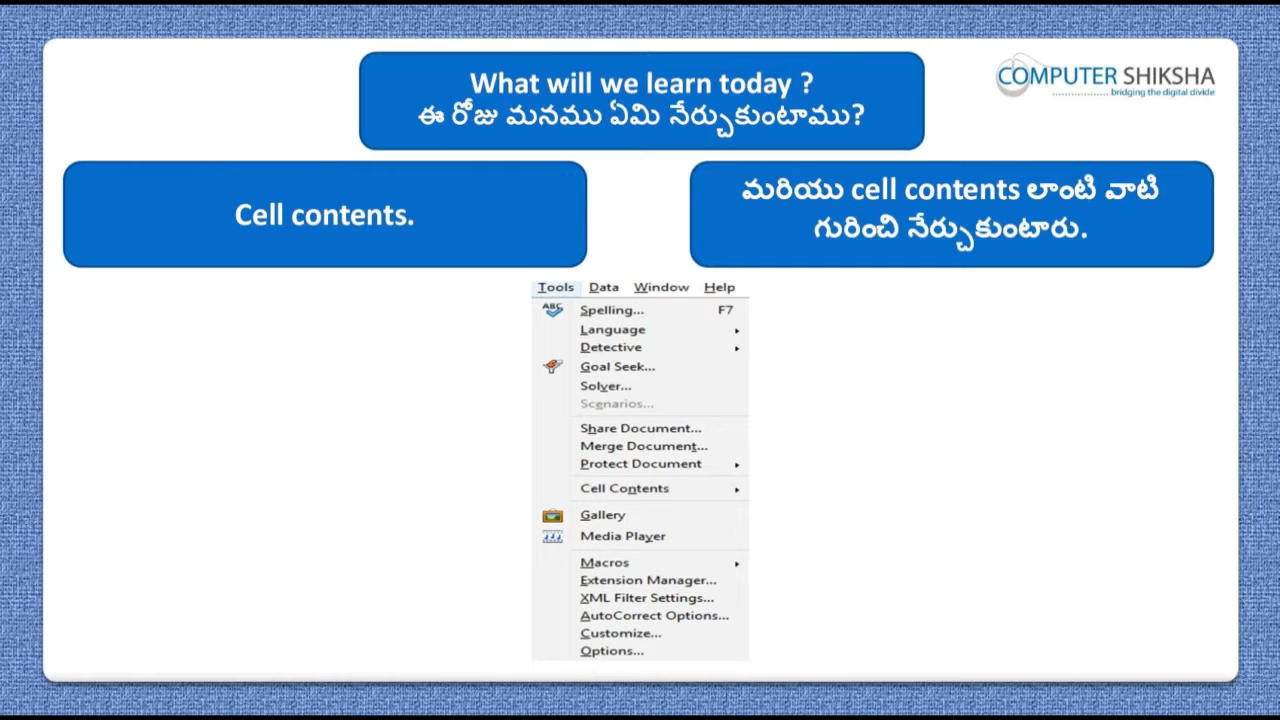 What will we learn today ?
ఈ రోజు మనము ఏమి నేర్చుకుంటాము?
COMPUTER SHIKSHA
bridging the digital divide
Cell contents.
మరియు cell contents లాంటి వాటి
గురించి నేర్చుకుంటారు.
Tools Data Window Help
ABC Spelling... F7
Language
Detective
Goal Seek...
Solver...
Scenarios...
Share Document...
Merge Document...
Protect Document
Cell Contents
Gallery
Media Player
Macros
Extension Manager...
XML Filter Settings...
AutoCorrect Options...
Customize...
Options...